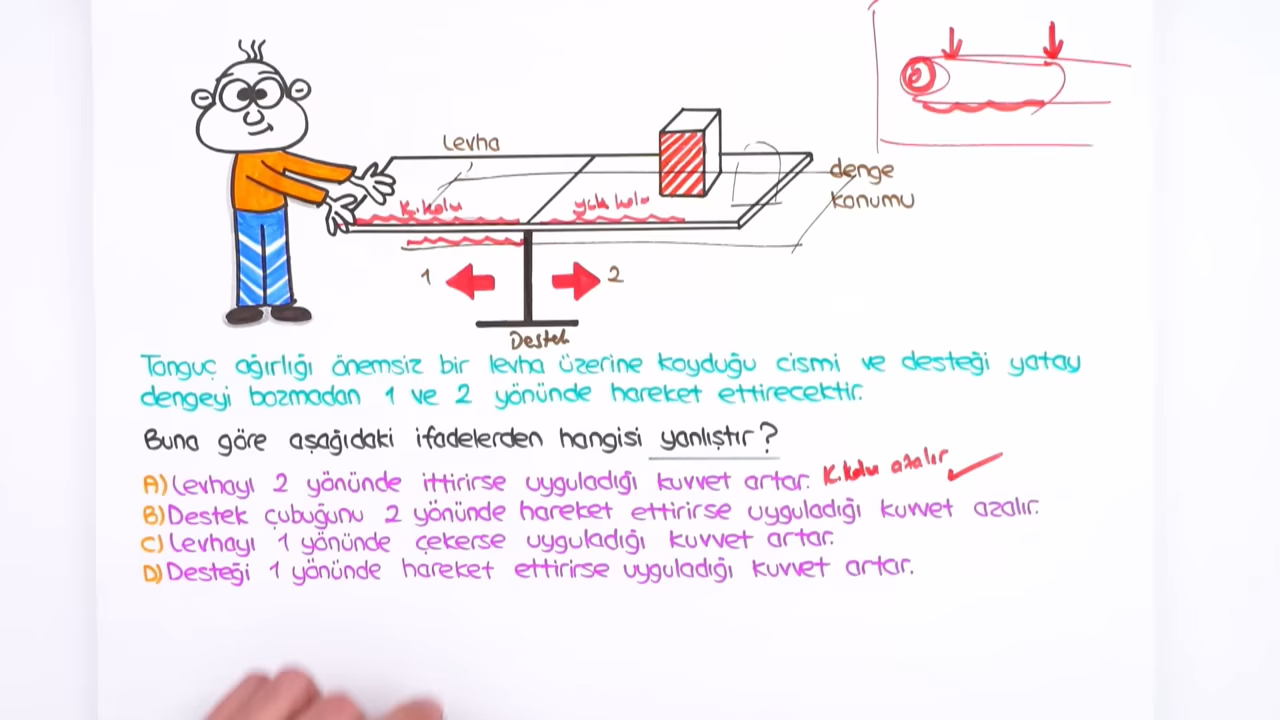 Levha
denge
konumu
K.kolu
yük kolu
1
2
Destek
Tonguç ağırlığı önemsiz bir levha üzerine koyduğu cismi ve desteği yatay
dengeyi bozmadan 1 ve 2 yönünde hareket ettirecektir.
Buna göre aşağıdaki ifadelerden hangisi yanlıştır?
A) Levhayı 2 yönünde ittirirse uyguladığı kuvvet artar. K.kolu azalır
B) Destek çubuğunu 2 yönünde hareket ettirirse uyguladığı kuvvet azalır.
C) Levhayı 1 yönünde çekerse uyguladığı kuvvet artar.
D) Desteği 1 yönünde hareket ettirirse uyguladığı kuvvet artar.